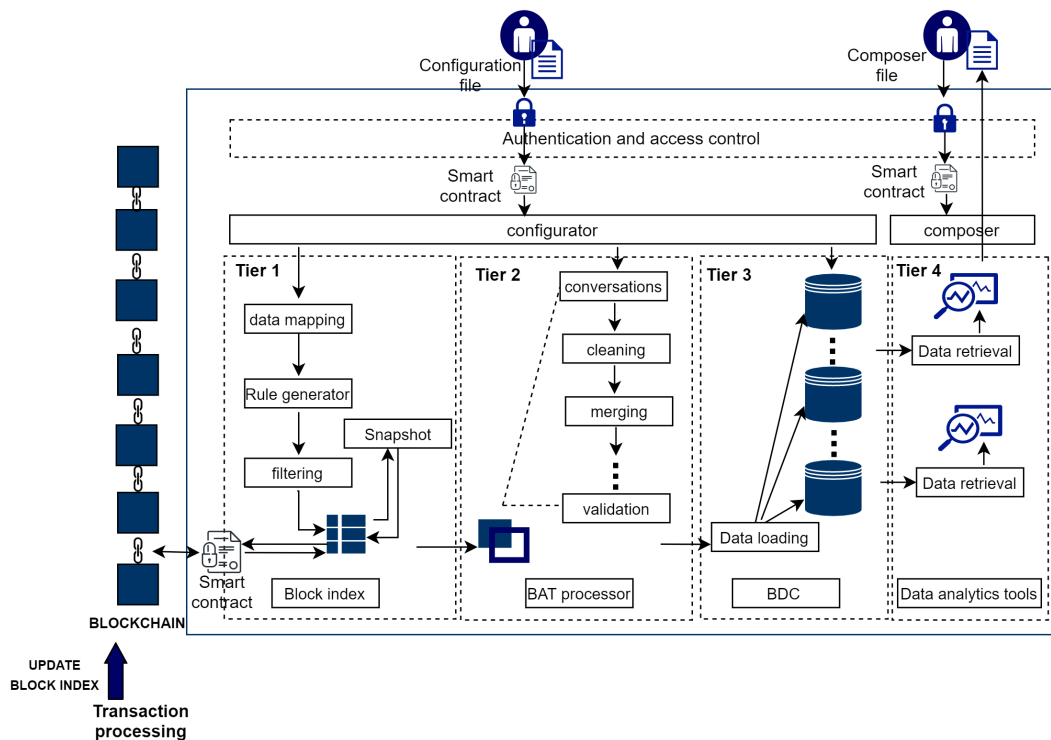 Configuration
file
Composer
file
Authentication and access control
Smart
contract
Smart
contract
configurator
composer
Tier 1
Tier 2
Tier 3
Tier 4
data mapping
conversations
cleaning
Data retrieval
Rule generator
merging
Snapshot
filtering
Data retrieval
validation
Data loading
Smart
contract
Block index
BAT processor
BDC
Data analytics tools
BLOCKCHAIN
UPDATE
BLOCK INDEX
Transaction
processing